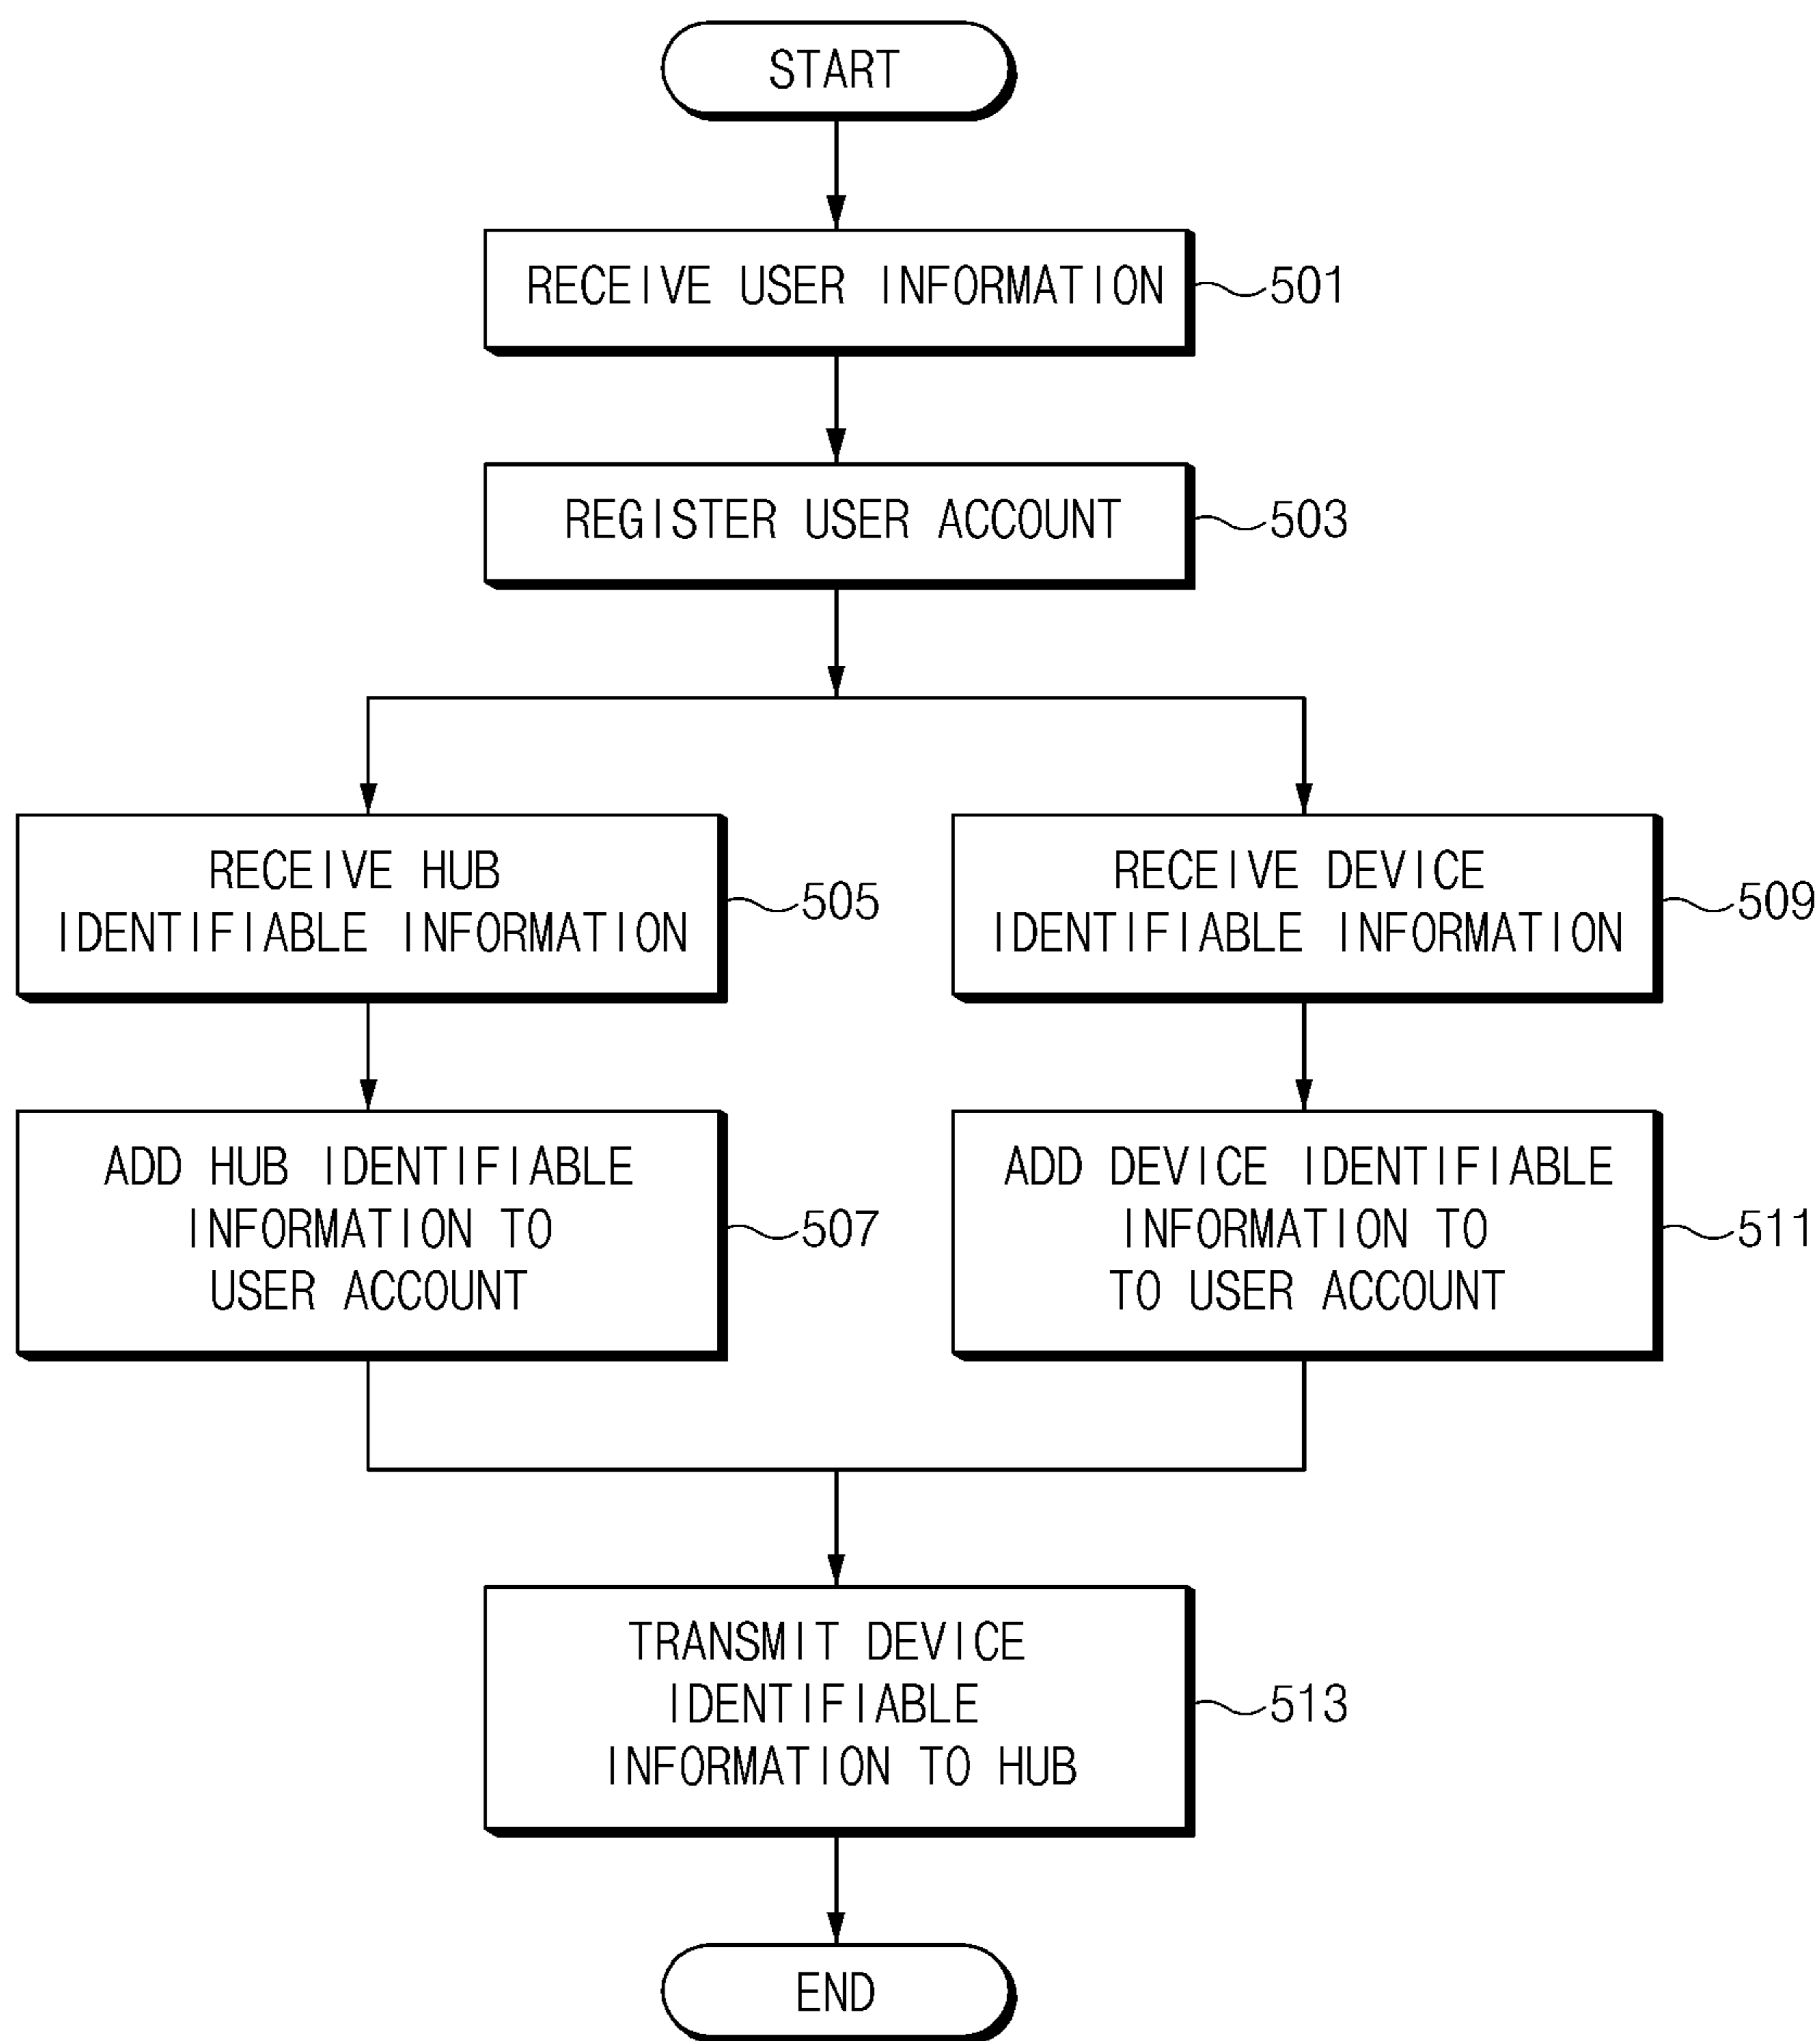 START
RECEIVE USER INFORMATION
501
REGISTER USER ACCOUNT
503
RECEIVE HUB
IDENTIFIABLE INFORMATION
505
RECEIVE DEVICE
IDENTIFIABLE INFORMATION
509
ADD HUB IDENTIFIABLE
INFORMATION TO
USER ACCOUNT
507
ADD DEVICE IDENTIFIABLE
INFORMATION TO
TO USER ACCOUNT
511
TRANSMIT DEVICE
IDENTIFIABLE
INFORMATION TO HUB
513
END